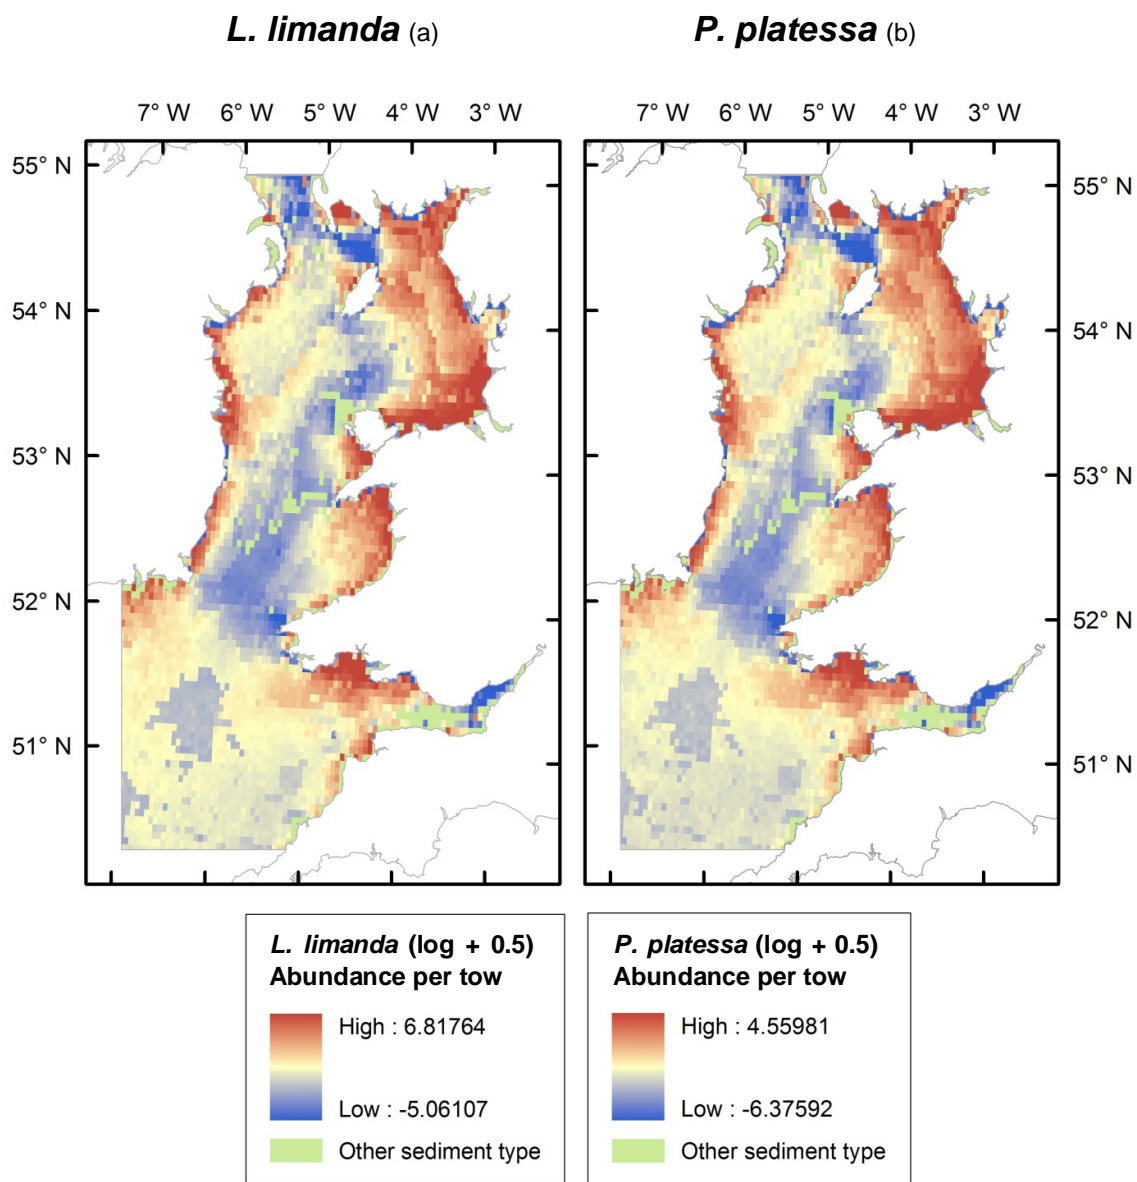 L. limanda (a)
P. platessa (b)
7° W 6° W 5° W 4° W 3° W
7° W 6° W 5° W 4° W 3° W
55° N
54° N
53° N
52° N
51° N
55° N
54° N
53° N
52° N
51° N
L. limanda (log + 0.5)
Abundance per tow
High : 6.81764
Low : -5.06107
Other sediment type
P. platessa (log + 0.5)
Abundance per tow
High : 4.55981
Low : -6.37592
Other sediment type